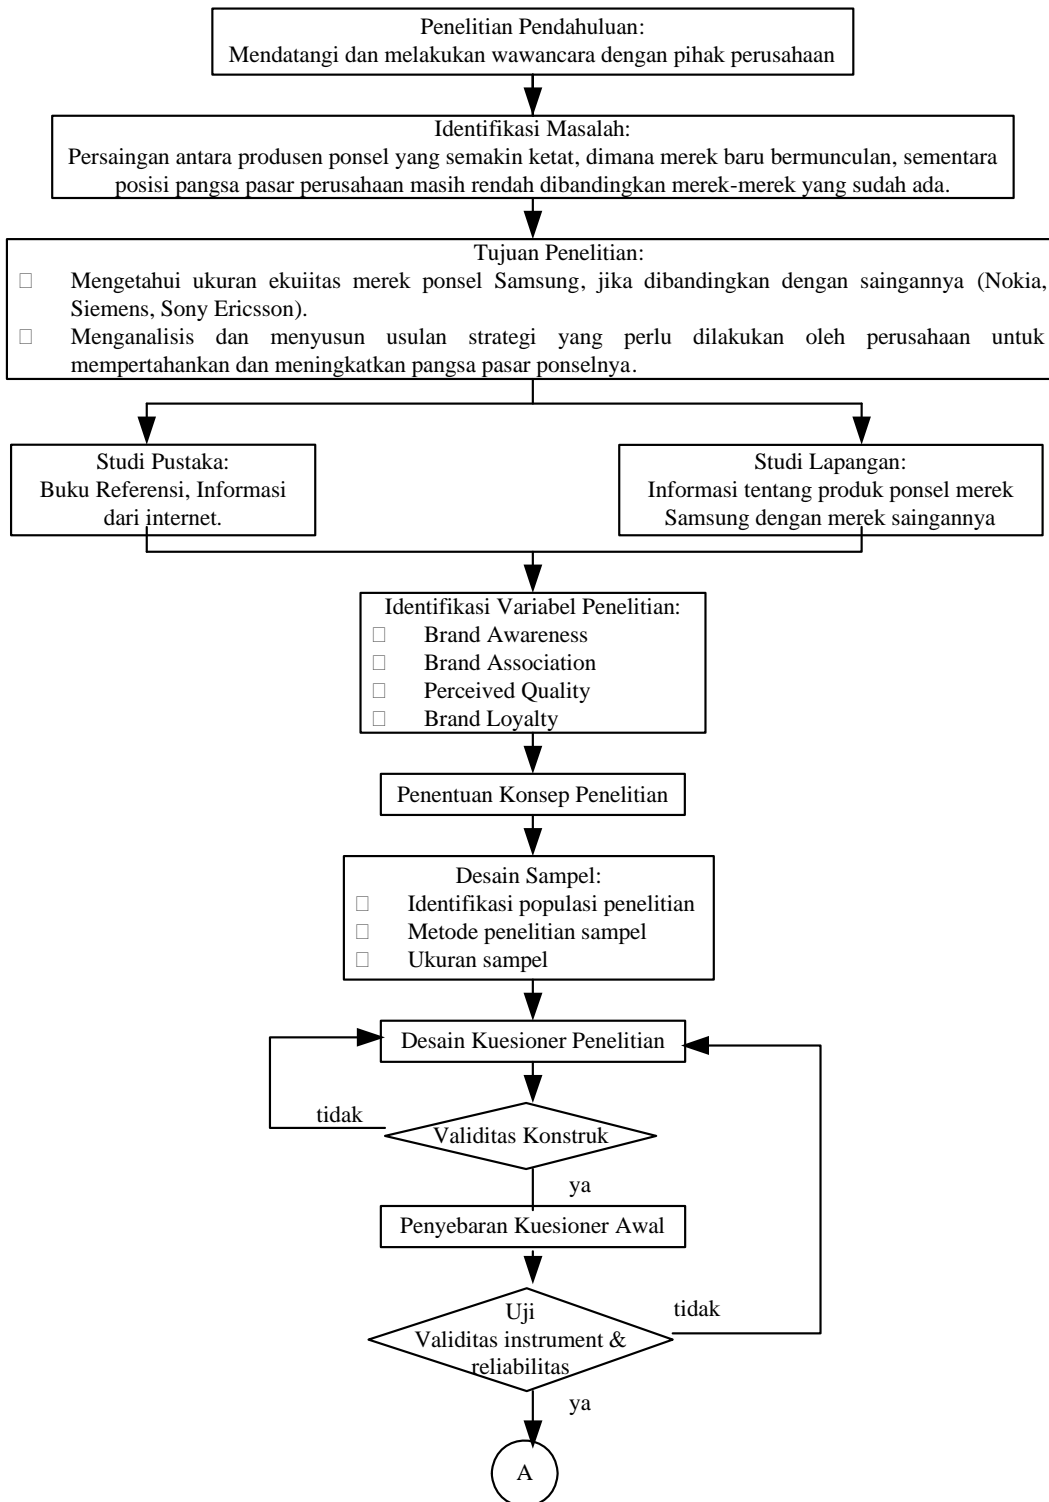 Penelitian Pendahuluan:
Mendatangi dan melakukan wawancara dengan pihak perusahaan
Identifikasi Masalah:
Persaingan antara produsen ponsel yang semakin ketat, dimana merek baru bermunculan, sementara
posisi pangsa pasar perusahaan masih rendah dibandingkan merek-merek yang sudah ada.
Tujuan Penelitian:
Mengetahui ukuran ekuiitas merek ponsel Samsung, jika dibandingkan dengan saingannya (Nokia,
Siemens, Sony Ericsson).
Menganalisis dan menyusun usulan strategi yang perlu dilakukan oleh perusahaan untuk
mempertahankan dan meningkatkan pangsa pasar ponselnya.
Studi Pustaka:
Buku Referensi, Informasi
dari internet.
Studi Lapangan:
Informasi tentang produk ponsel merek
Samsung dengan merek saingannya
Identifikasi Variabel Penelitian:
Brand Awareness
Brand Association
Perceived Quality
Brand Loyalty
Penentuan Konsep Penelitian
Desain Sampel:
Identifikasi populasi penelitian
Metode penelitian sampel
Ukuran sampel
Desain Kuesioner Penelitian
tidak
Validitas Konstruk
ya
Penyebaran Kuesioner Awal
Uji
Validitas instrument &
reliabilitas
tidak
ya
A